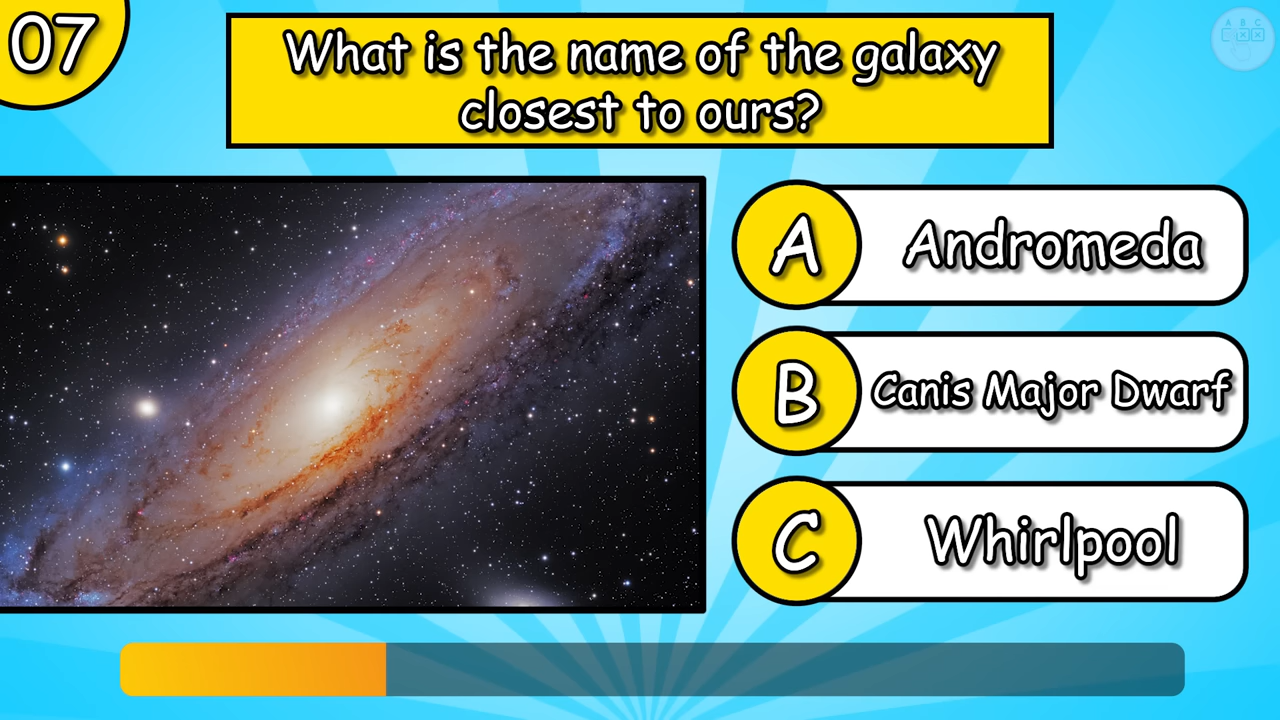 07
What is the name of the galaxy
closest to ours?
A Andromeda
B Canis Major Dwarf
C Whirlpool
A B C